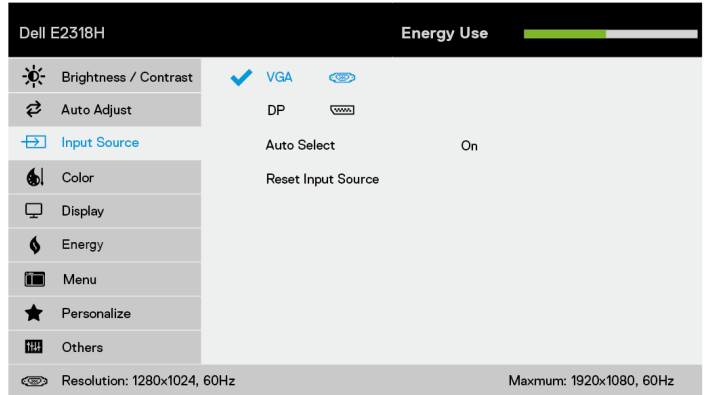 Dell E2318H Energy Use
Brightness / Contrast VGA
Auto Adjust DP
Input Source Auto Select On
Color Reset Input Source
Display
Energy
Menu
Personalize
Others
Resolution: 1280x1024, 60Hz Maxmum: 1920x1080, 60Hz